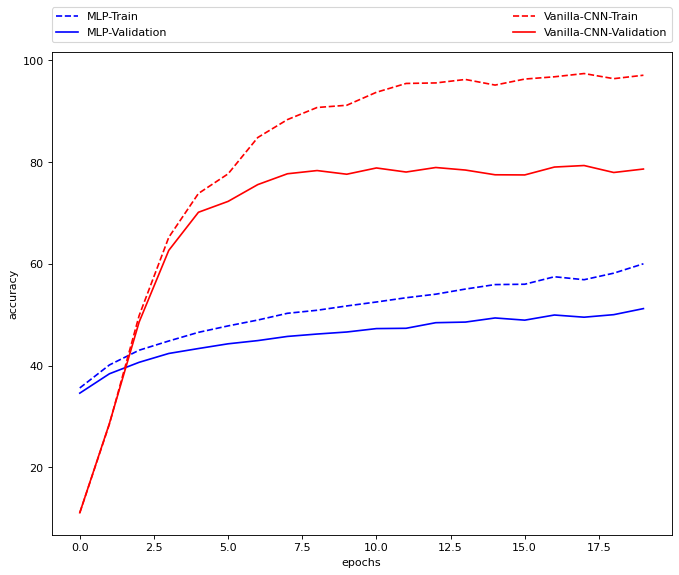 MLP-Train
MLP-Validation
Vanilla-CNN-Train
Vanilla-CNN-Validation
100
80
60
40
20
accuracy
0.0 2.5 5.0 7.5 10.0 12.5 15.0 17.5
epochs